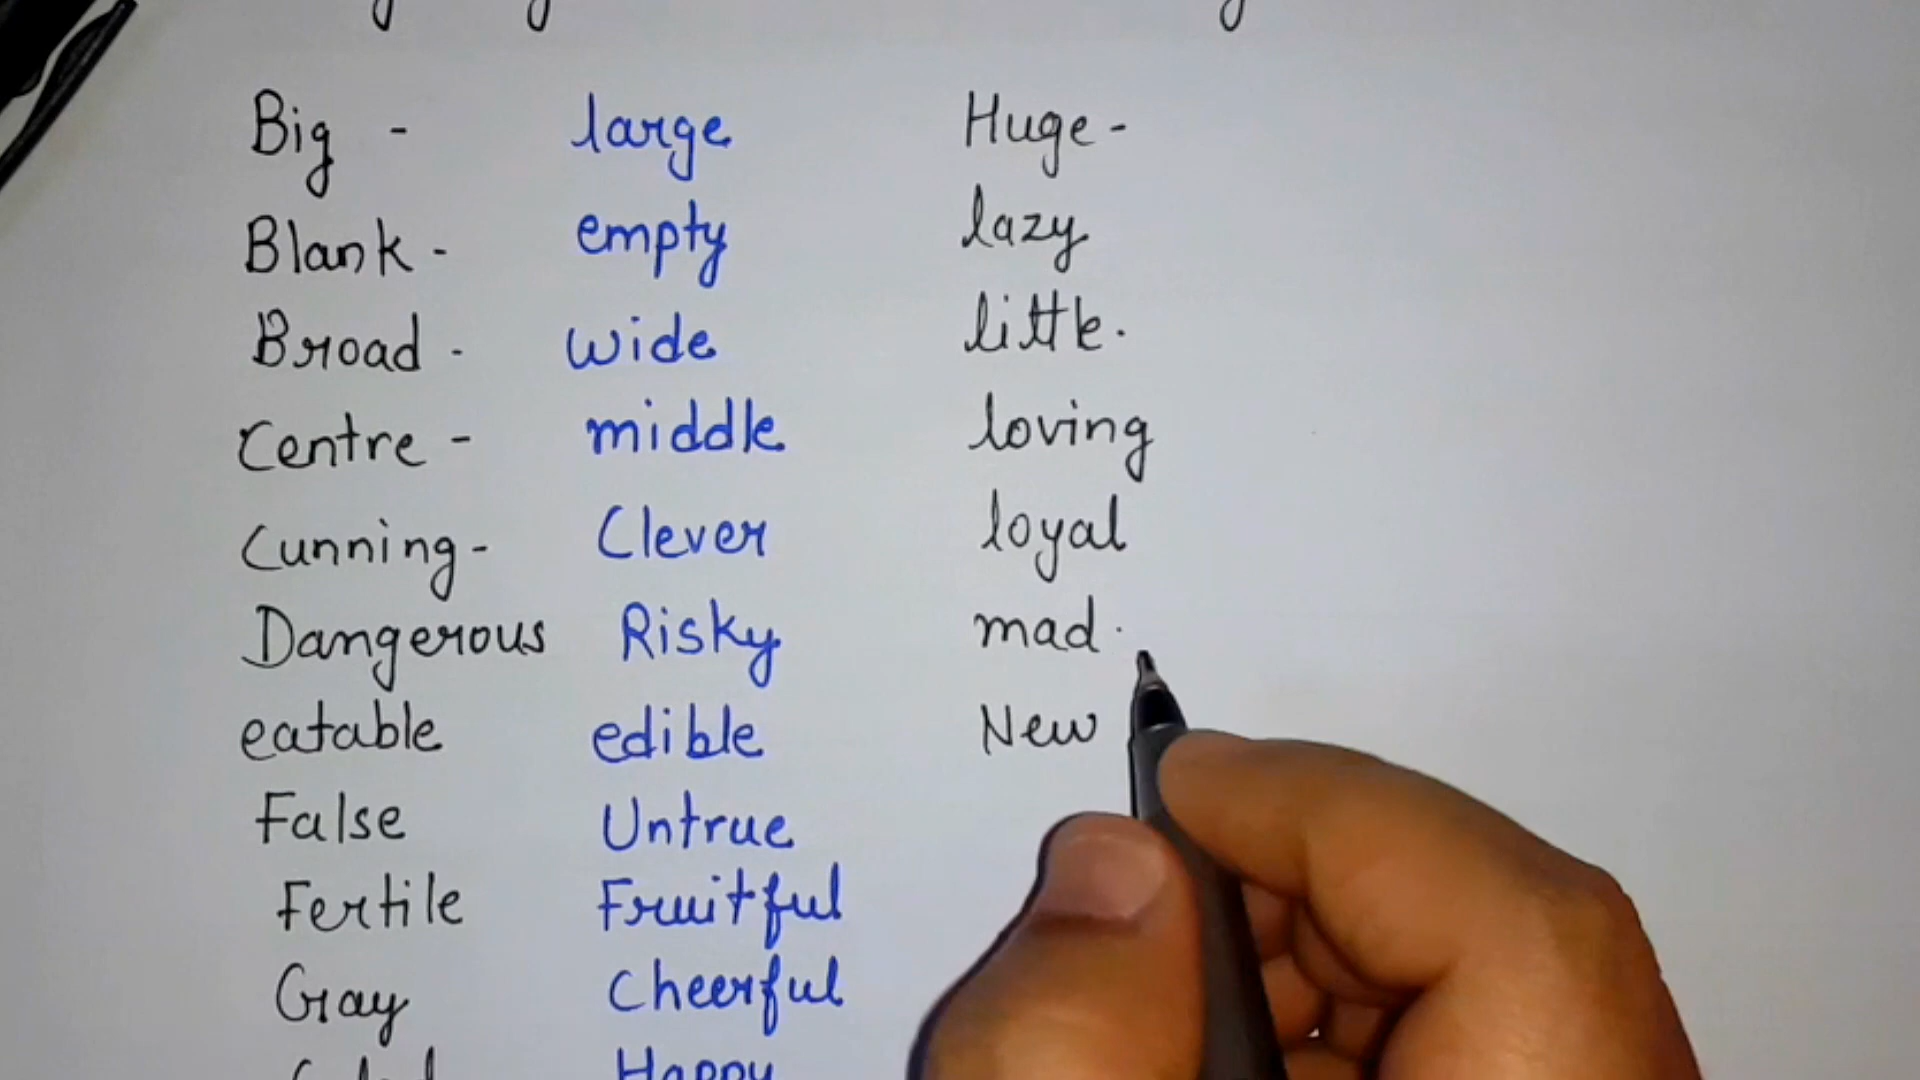 Big - large
Blank - empty
Broad - wide
Centre - middle
Cunning - Clever
Dangerous Risky
eatable edible
False Untrue
Fertile Fruitful
Gray Cheerful
Happy
Huge -
lazy
little.
loving
loyal
mad.
New